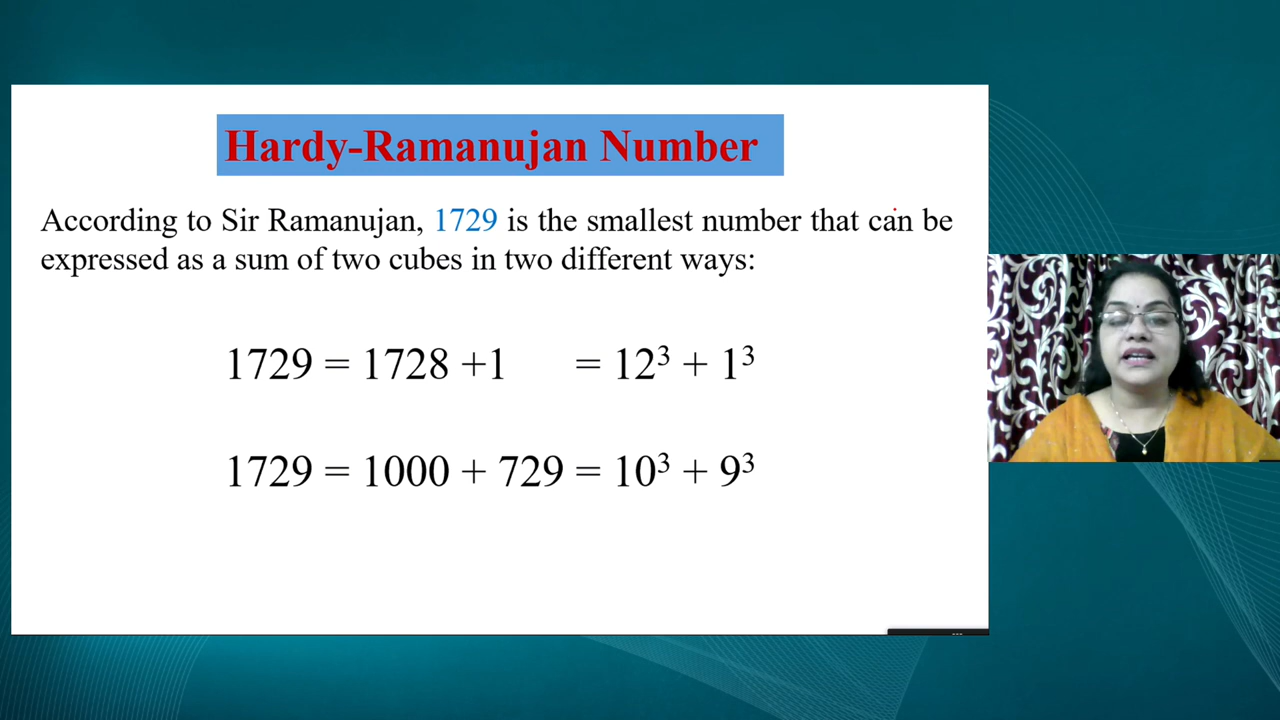 Hardy-Ramanujan Number
According to Sir Ramanujan, 1729 is the smallest number that can be
expressed as a sum of two cubes in two different ways:
1729 = 1728 +1 = 12³ + 1³
1729 = 1000 + 729 = 10³ + 9³